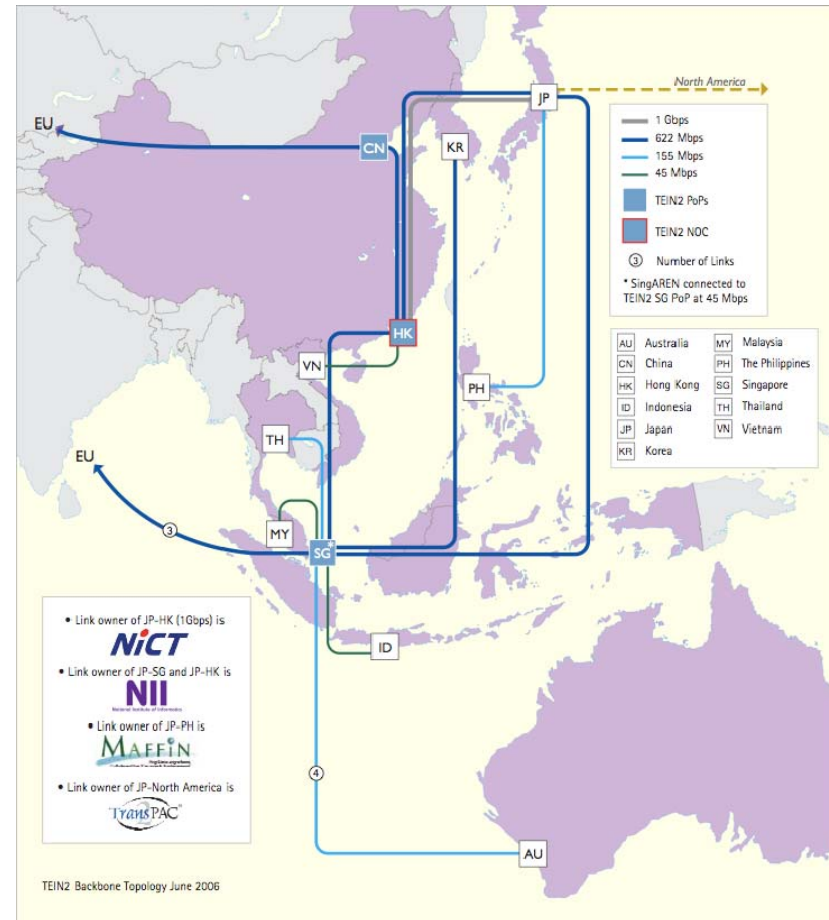 North America
EU
JP
CN
KR
1 Gbps
622 Mbps
155 Mbps
45 Mbps
TEIN2 PoPs
TEIN2 NOC
3 Number of Links
* SingAREN connected to
TEIN2 SG PoP at 45 Mbps
HK
VN
PH
AU Australia
CN China
HK Hong Kong
ID Indonesia
JP Japan
KR Korea
MY Malaysia
PH The Philippines
SG Singapore
TH Thailand
VN Vietnam
TH
EU
3
MY
SG*
ID
• Link owner of JP-HK (1Gbps) is
NiCT
• Link owner of JP-SG and JP-HK is
NII
National Institute of Informatics
• Link owner of JP-PH is
MAFFIN
• Link owner of JP-North America is
TransPAC2
4
AU
TEIN2 Backbone Topology June 2006